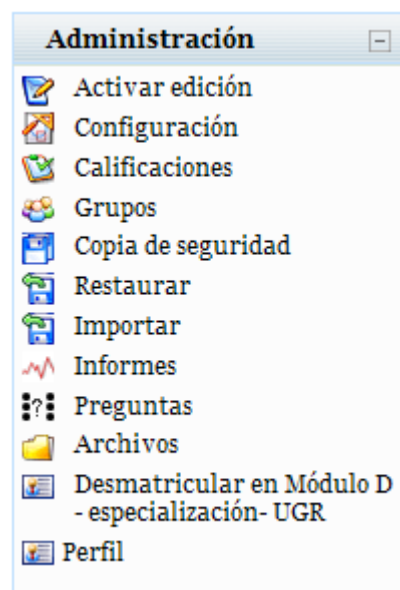 Administración
Activar edición
Configuración
Calificaciones
Grupos
Copia de seguridad
Restaurar
Importar
Informes
Preguntas
Archivos
Desmatricular en Módulo D
- especialización- UGR
Perfil